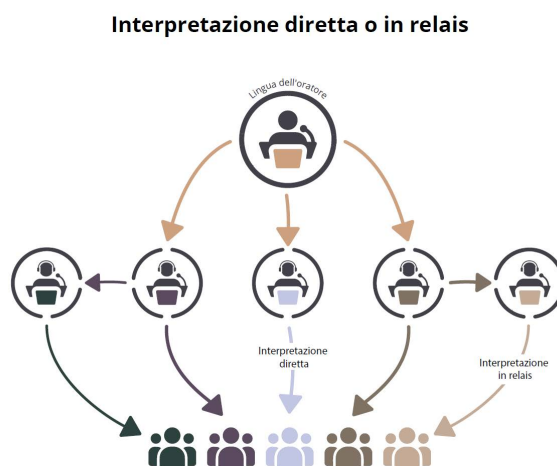 Interpretazione diretta o in relais
Lingua dell'oratore
Interpretazione
diretta
Interpretazione
in relais